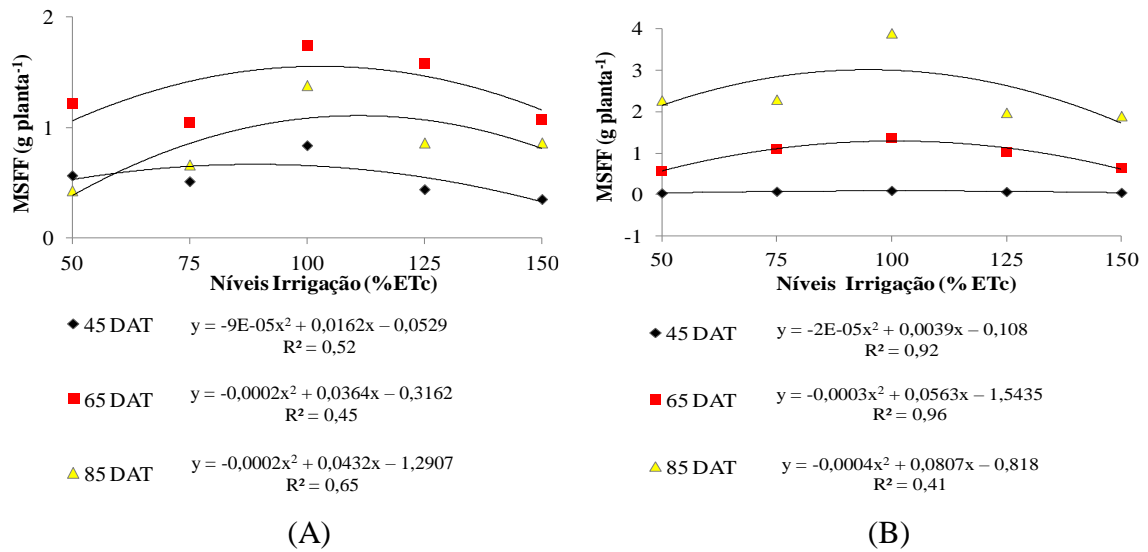 2
1
0
50
75
100
125
150
MSFF (g planta⁻¹)
Níveis Irrigação (%ETc)
45 DAT
y = -9E-05x² + 0,0162x – 0,0529
R² = 0,52
65 DAT
y = -0,0002x² + 0,0364x – 0,3162
R² = 0,45
85 DAT
y = -0,0002x² + 0,0432x – 1,2907
R² = 0,65
(A)
4
3
2
1
0
-1
50
75
100
125
150
MSFF (g planta⁻¹)
Níveis Irrigação (%ETc)
45 DAT
y = -2E-05x² + 0,0039x – 0,108
R² = 0,92
65 DAT
y = -0,0003x² + 0,0563x – 1,5435
R² = 0,96
85 DAT
y = -0,0004x² + 0,0807x – 0,818
R² = 0,41
(B)